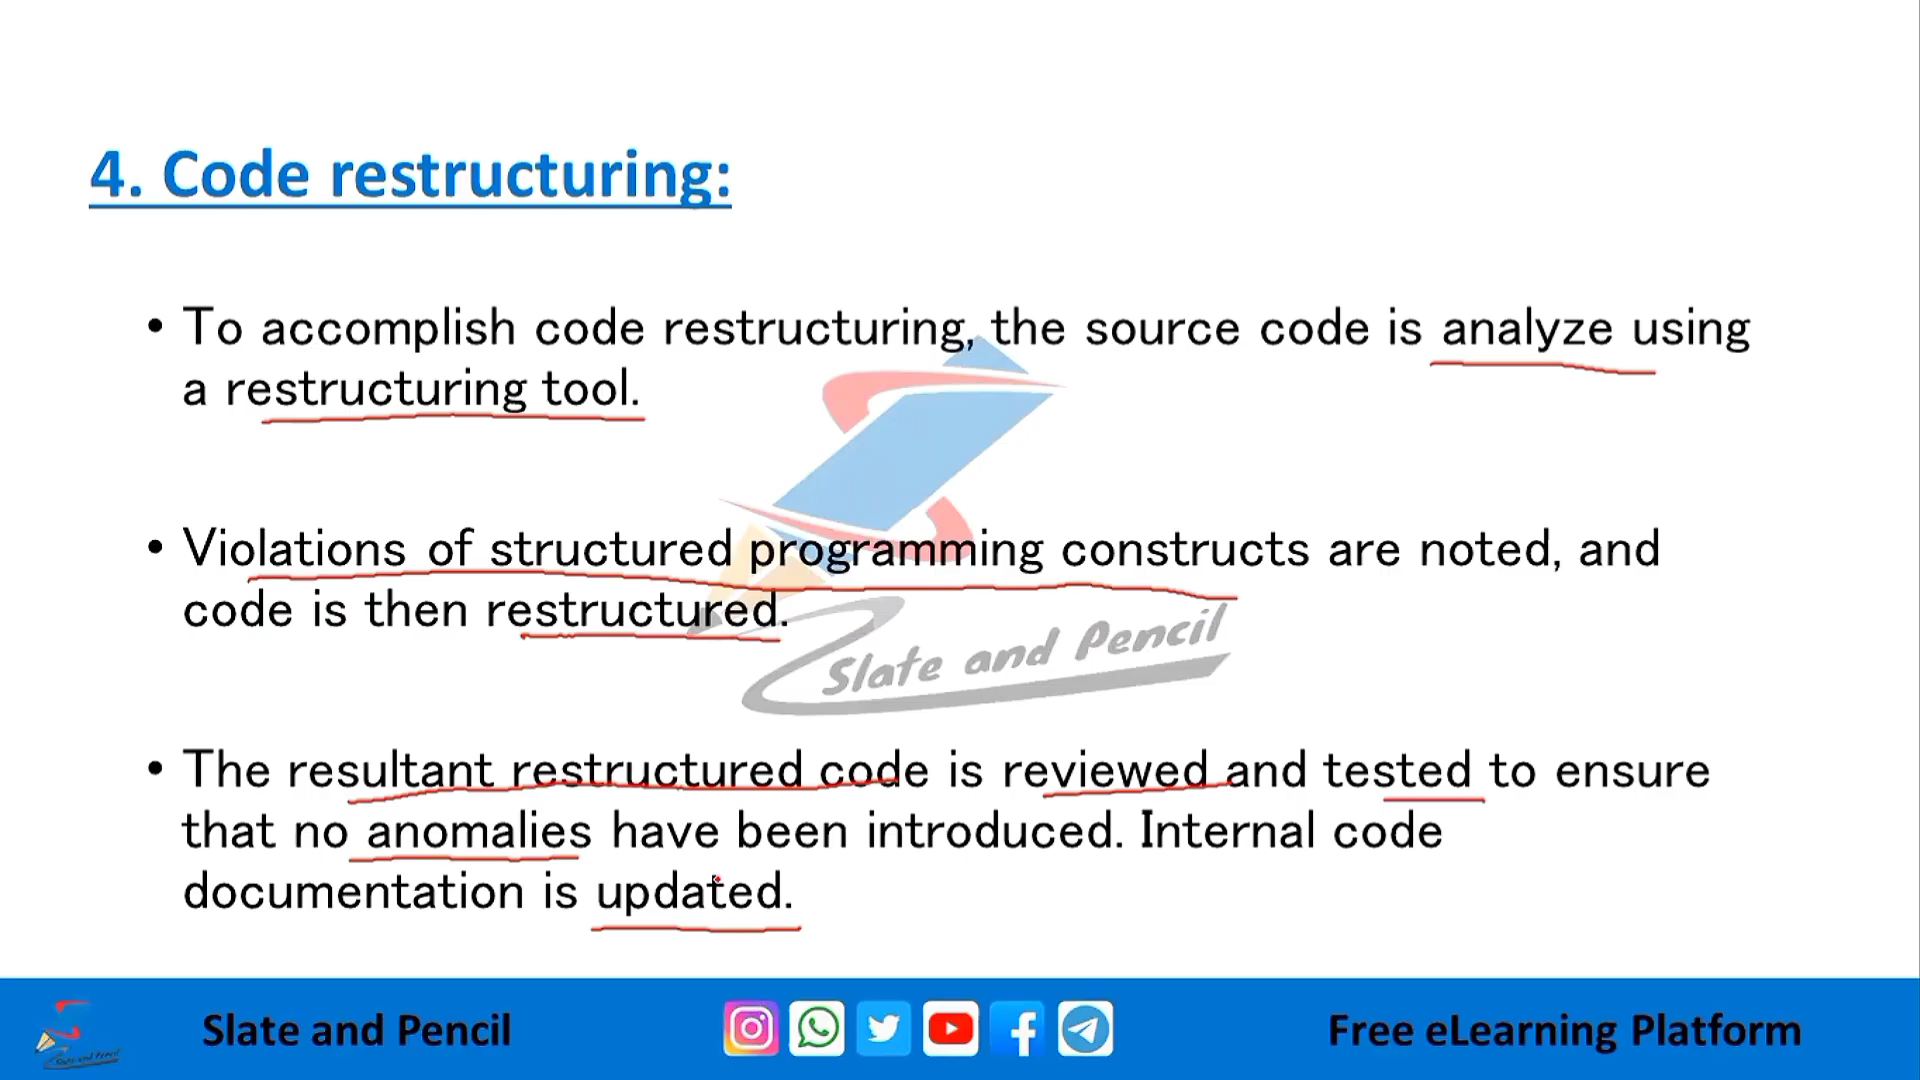 4. Code restructuring:
• To accomplish code restructuring, the source code is analyze using
a restructuring tool.
• Violations of structured programming constructs are noted, and
code is then restructured.
Slate and Pencil
• The resultant restructured code is reviewed and tested to ensure
that no anomalies have been introduced. Internal code
documentation is updated.
Slate and Pencil
Slate and Pencil
Free eLearning Platform